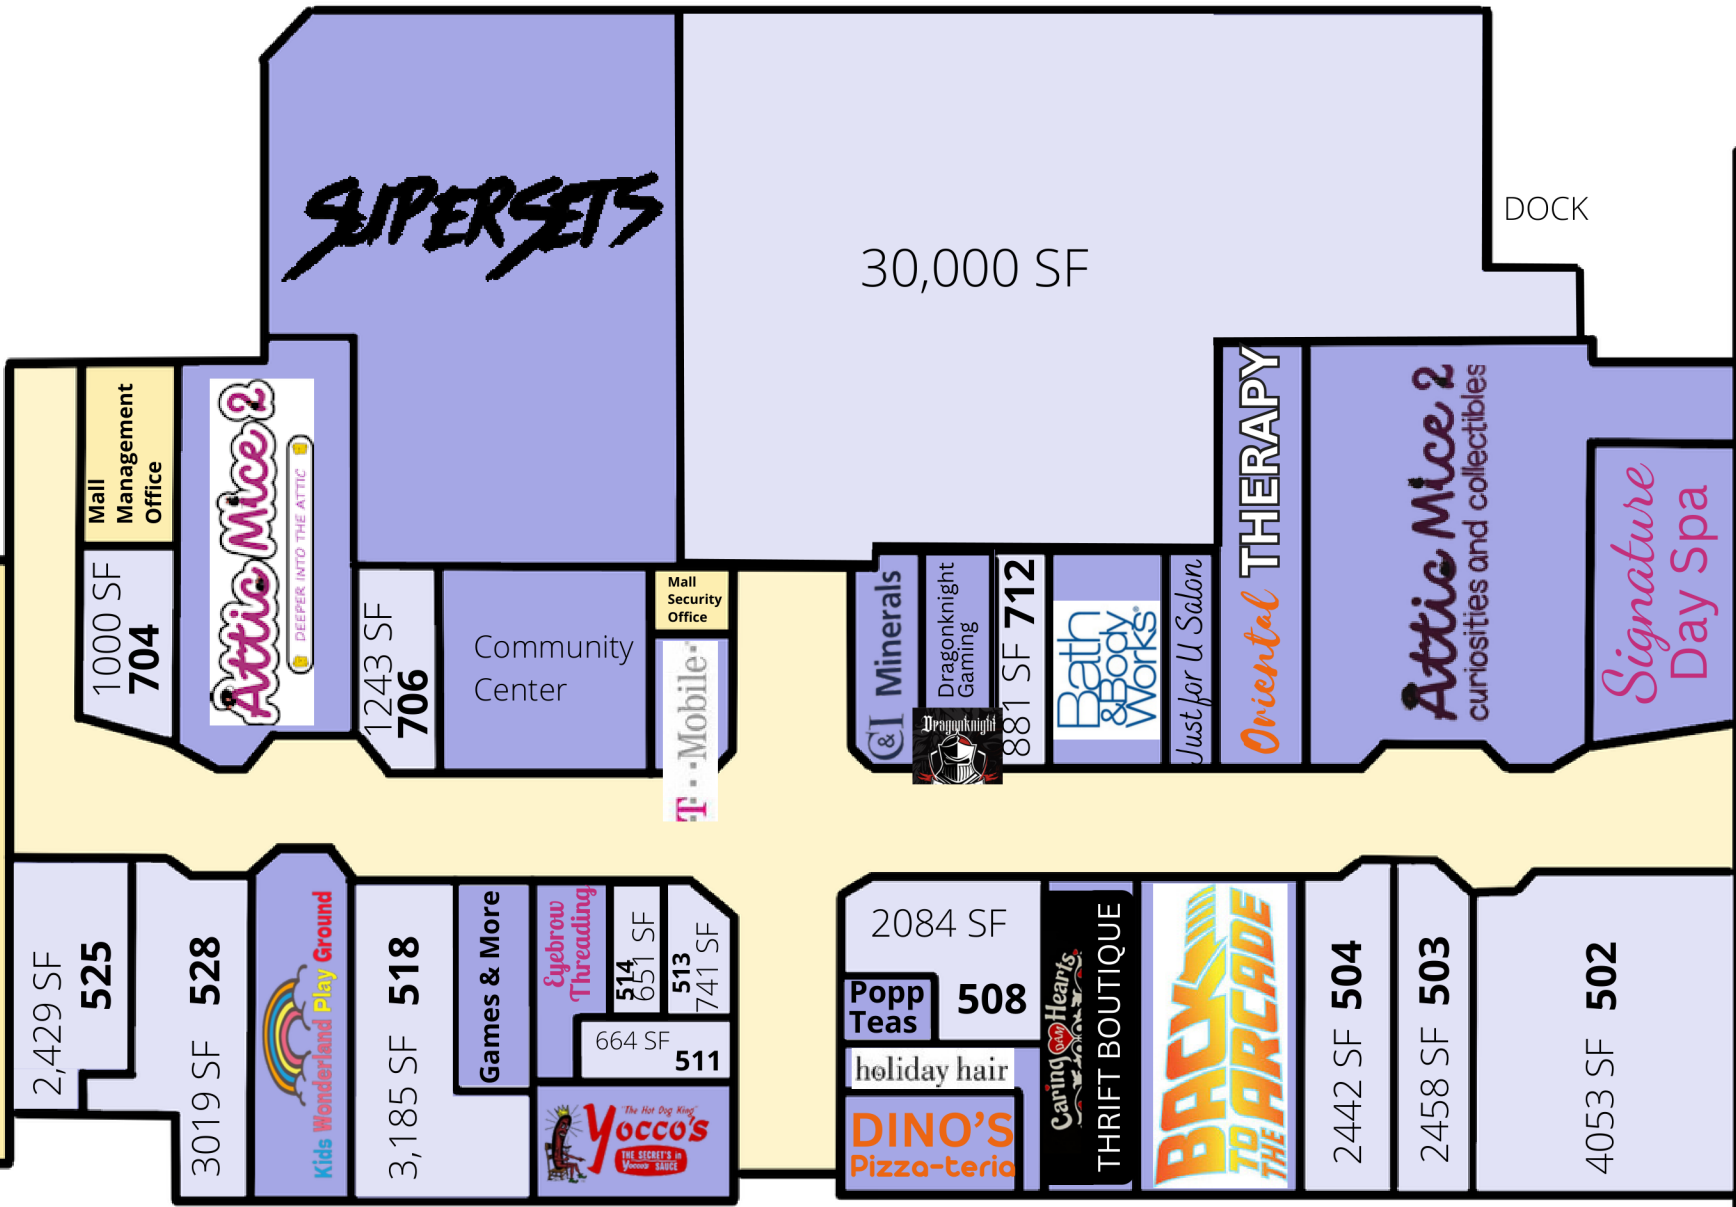 SUPERSETS
30,000 SF
DOCK
Mall
Management
Office
1000 SF
704
Attic Mice 2
DEEPER INTO THE ATTIC
1243 SF
706
Community
Center
Mall
Security
Office
T··Mobile·
C&I Minerals
Dragonknight
Gaming
Dragonknight
881 SF 712
Bath
&Body
Works®
Just for U Salon
Oriental THERAPY
Attic Mice 2
curiosities and collectibles
Signature
Day Spa
2,429 SF
525
3019 SF 528
Kids Wonderland Play Ground
3,185 SF 518
Games & More
Eyebrow
Threading
514
651 SF
513
741 SF
664 SF
511
"The Hot Dog King"
Yocco's
THE SECRET'S in
Yocco's SAUCE
2084 SF
508
Popp
Teas
holiday hair
DINO'S
Pizza-teria
Caring DAM Hearts
THRIFT BOUTIQUE
BACK
TO THE ARCADE
2442 SF 504
2458 SF 503
4053 SF 502